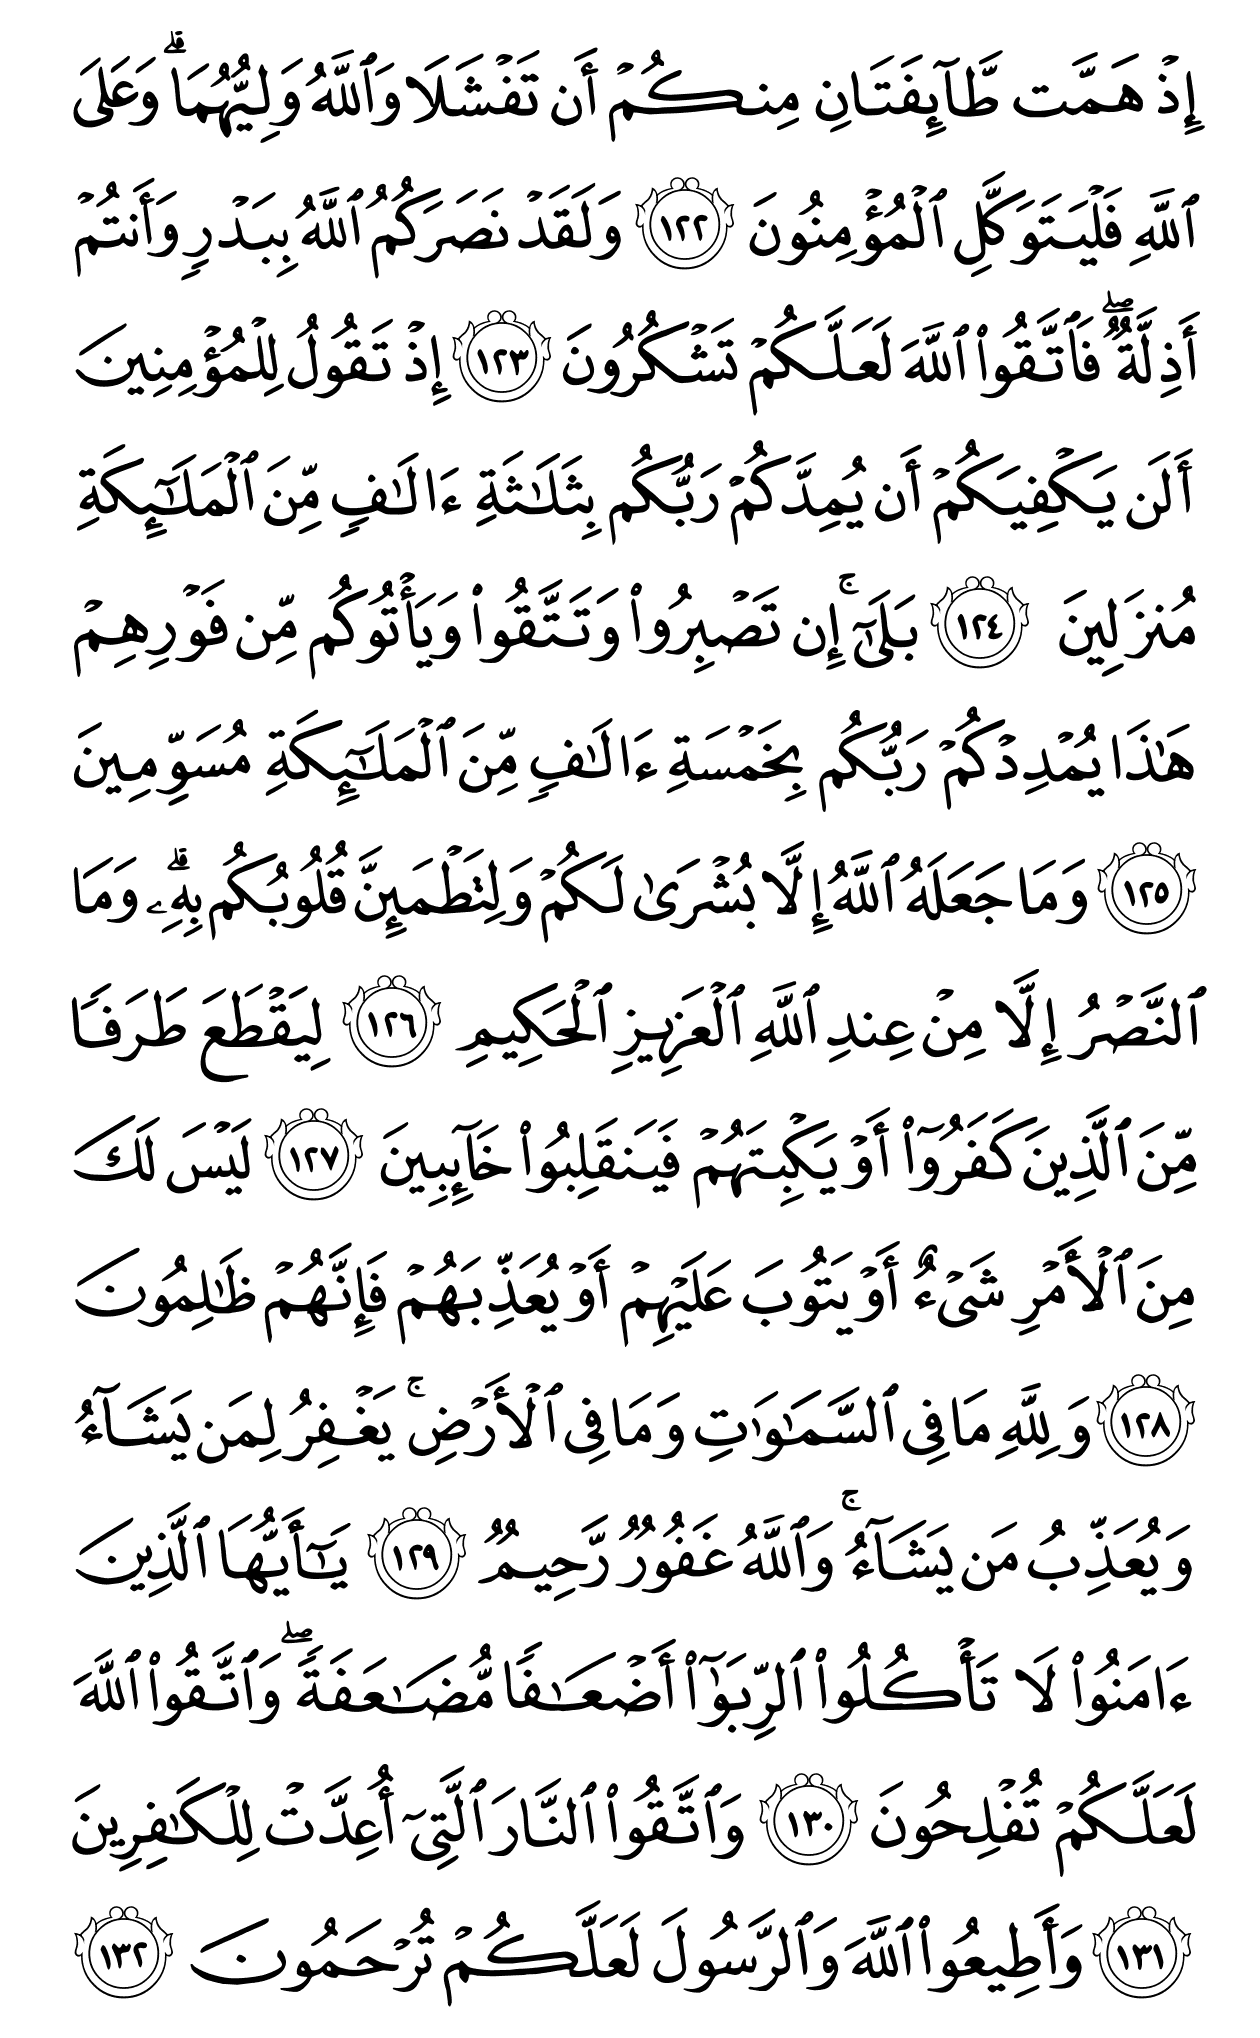 إِذۡ هَمَّت طَّآئِفَتَانِ مِنكُمۡ أَن تَفۡشَلَا وَٱللَّهُ وَلِيُّهُمَاۗ وَعَلَى
ٱللَّهِ فَلۡيَتَوَكَّلِ ٱلۡمُؤۡمِنُونَ ١٢٢ وَلَقَدۡ نَصَرَكُمُ ٱللَّهُ بِبَدۡرٖ وَأَنتُمۡ
أَذِلَّةٞۖ فَٱتَّقُواْ ٱللَّهَ لَعَلَّكُمۡ تَشۡكُرُونَ ١٢٣ إِذۡ تَقُولُ لِلۡمُؤۡمِنِينَ
أَلَن يَكۡفِيَكُمۡ أَن يُمِدَّكُمۡ رَبُّكُم بِثَلَٰثَةِ ءَالَٰفٖ مِّنَ ٱلۡمَلَٰٓئِكَةِ
مُنزَلِينَ ١٢٤ بَلَىٰٓۚ إِن تَصۡبِرُواْ وَتَتَّقُواْ وَيَأۡتُوكُم مِّن فَوۡرِهِمۡ
هَٰذَا يُمۡدِدۡكُمۡ رَبُّكُم بِخَمۡسَةِ ءَالَٰفٖ مِّنَ ٱلۡمَلَٰٓئِكَةِ مُسَوِّمِينَ
١٢٥ وَمَا جَعَلَهُ ٱللَّهُ إِلَّا بُشۡرَىٰ لَكُمۡ وَلِتَطۡمَئِنَّ قُلُوبُكُم بِهِۦۗ وَمَا
ٱلنَّصۡرُ إِلَّا مِنۡ عِندِ ٱللَّهِ ٱلۡعَزِيزِ ٱلۡحَكِيمِ ١٢٦ لِيَقۡطَعَ طَرَفٗا
مِّنَ ٱلَّذِينَ كَفَرُوٓاْ أَوۡ يَكۡبِتَهُمۡ فَيَنقَلِبُواْ خَآئِبِينَ ١٢٧ لَيۡسَ لَكَ
مِنَ ٱلۡأَمۡرِ شَيۡءٌ أَوۡ يَتُوبَ عَلَيۡهِمۡ أَوۡ يُعَذِّبَهُمۡ فَإِنَّهُمۡ ظَٰلِمُونَ
١٢٨ وَلِلَّهِ مَا فِي ٱلسَّمَٰوَٰتِ وَمَا فِي ٱلۡأَرۡضِۚ يَغۡفِرُ لِمَن يَشَآءُ
وَيُعَذِّبُ مَن يَشَآءُۚ وَٱللَّهُ غَفُورٞ رَّحِيمٞ ١٢٩ يَٰٓأَيُّهَا ٱلَّذِينَ
ءَامَنُواْ لَا تَأۡكُلُواْ ٱلرِّبَوٰٓاْ أَضۡعَٰفٗا مُّضَٰعَفَةٗۖ وَٱتَّقُواْ ٱللَّهَ
لَعَلَّكُمۡ تُفۡلِحُونَ ١٣٠ وَٱتَّقُواْ ٱلنَّارَ ٱلَّتِيٓ أُعِدَّتۡ لِلۡكَٰفِرِينَ
١٣١ وَأَطِيعُواْ ٱللَّهَ وَٱلرَّسُولَ لَعَلَّكُمۡ تُرۡحَمُونَ ١٣٢